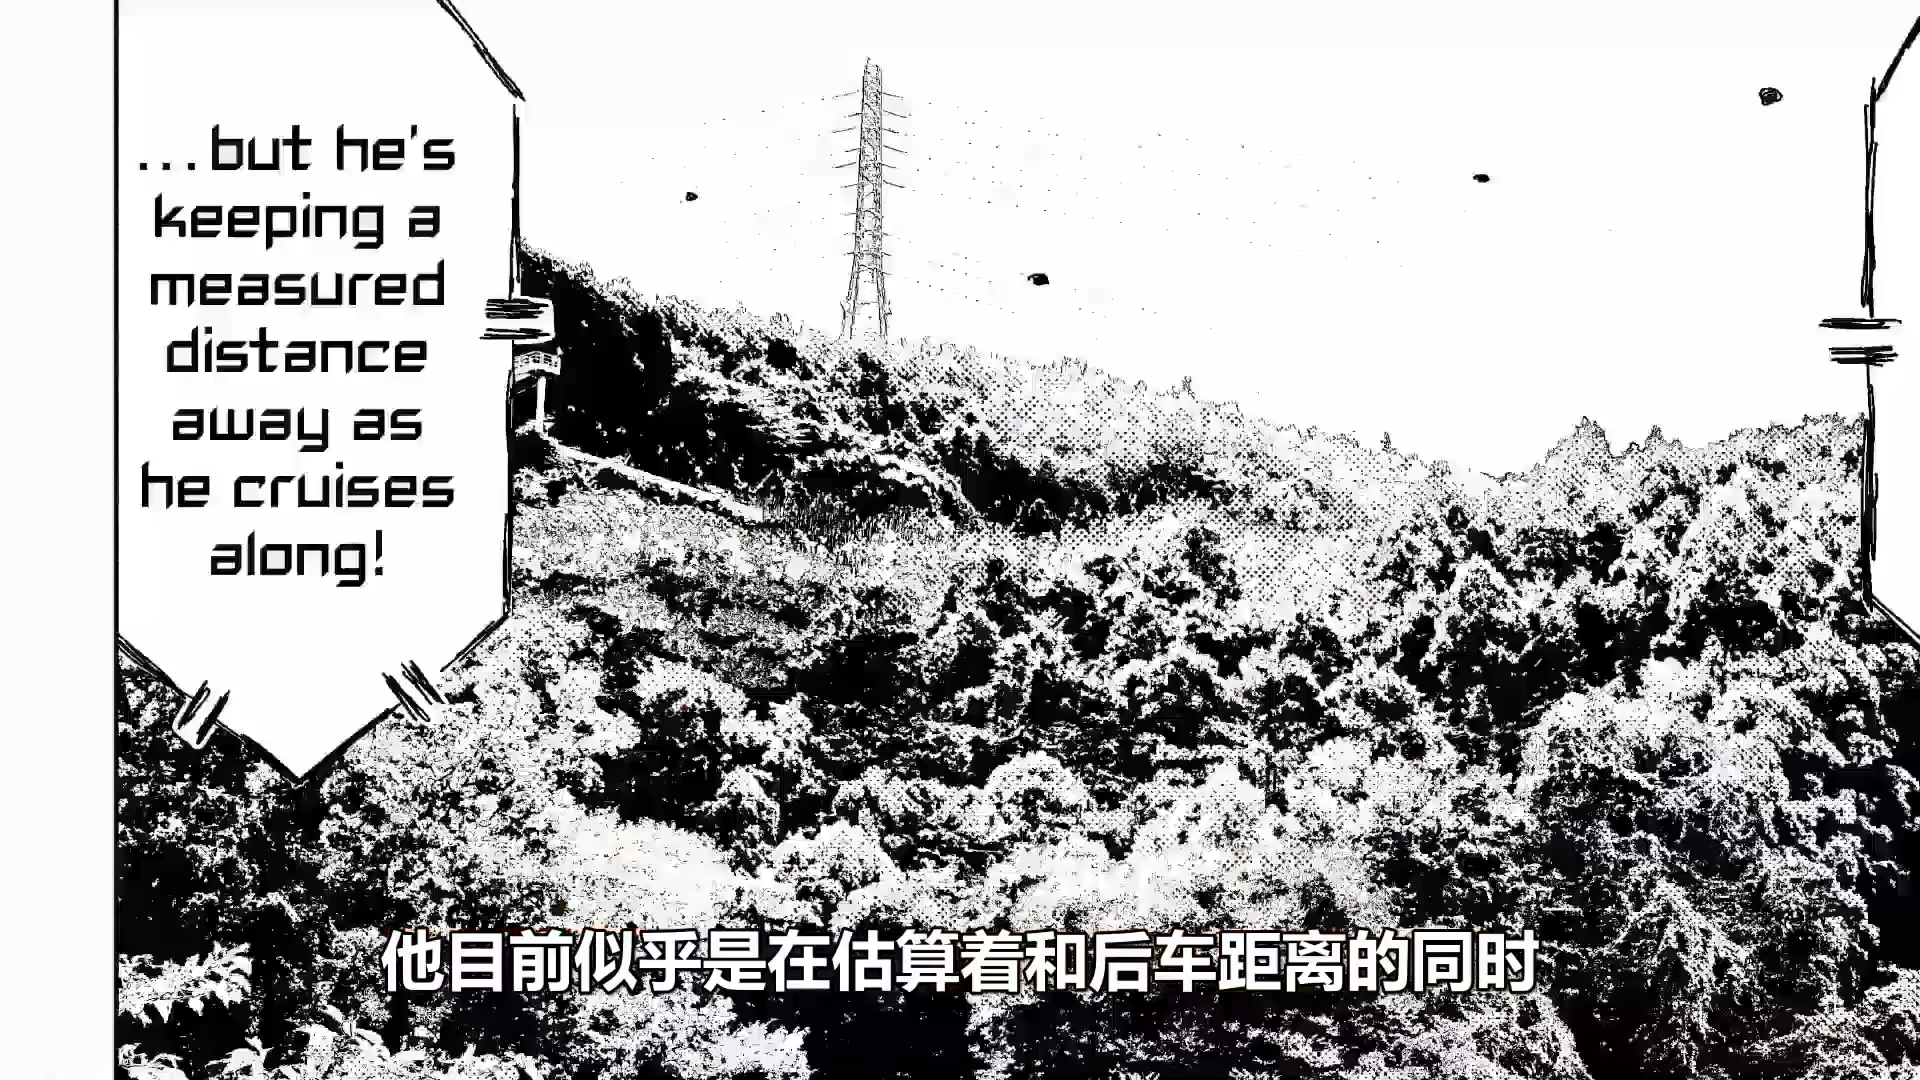 ...but he's
keeping a
measured
distance
away as
he cruises
along!
他目前似乎是在估算着和后车距离的同时